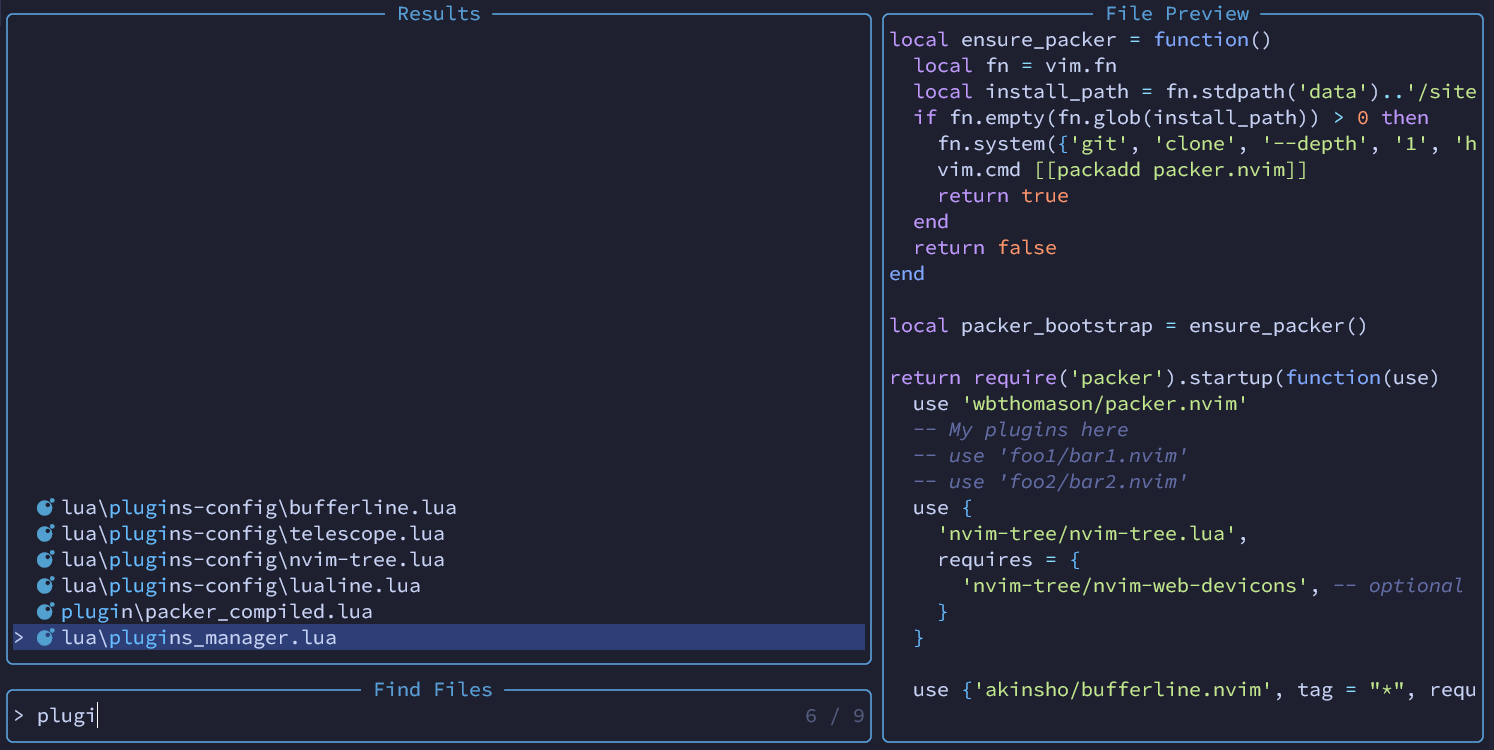 Results
lua\plugins-config\bufferline.lua
lua\plugins-config\telescope.lua
lua\plugins-config\nvim-tree.lua
lua\plugins-config\lualine.lua
plugin\packer_compiled.lua
> lua\plugins_manager.lua
Find Files
> plugi 6 / 9
File Preview
local ensure_packer = function()
  local fn = vim.fn
  local install_path = fn.stdpath('data')..'/site
  if fn.empty(fn.glob(install_path)) > 0 then
    fn.system({'git', 'clone', '--depth', '1', 'h
    vim.cmd [[packadd packer.nvim]]
    return true
  end
  return false
end
local packer_bootstrap = ensure_packer()
return require('packer').startup(function(use)
  use 'wbthomason/packer.nvim'
  -- My plugins here
  -- use 'foo1/bar1.nvim'
  -- use 'foo2/bar2.nvim'
  use {
    'nvim-tree/nvim-tree.lua',
    requires = {
      'nvim-tree/nvim-web-devicons', -- optional
    }
  }
  use {'akinsho/bufferline.nvim', tag = "*", requ